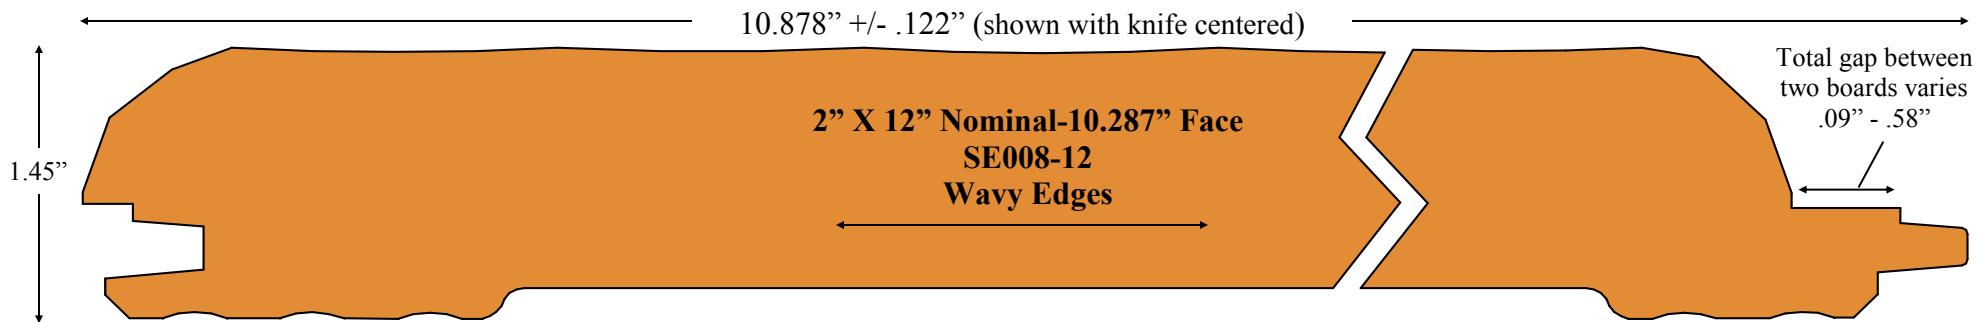 10.878” +/- .122” (shown with knife centered)
Total gap between
two boards varies
.09” - .58”
2” X 12” Nominal-10.287” Face
SE008-12
Wavy Edges
1.45”